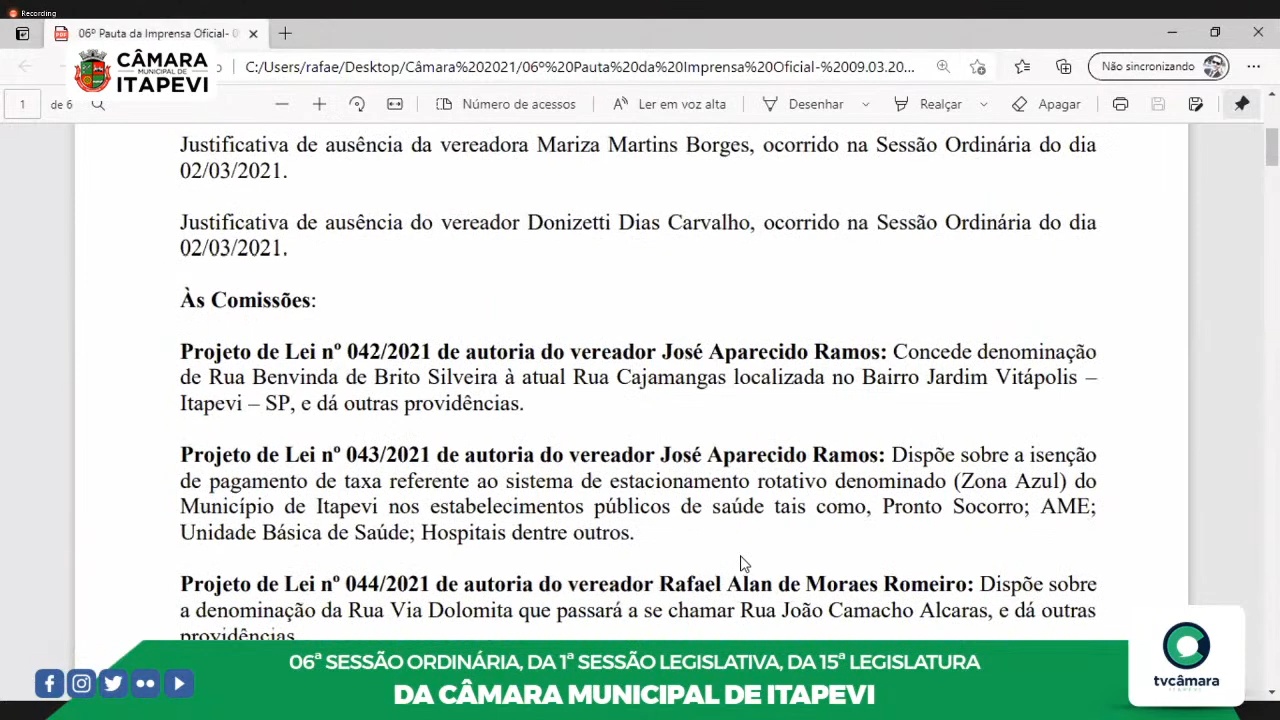 Recording
06º Pauta da Imprensa Oficial- 0
CÂMARA
MUNICIPAL DE
ITAPEVI
C:/Users/rafae/Desktop/Câmara%202021/06º%20Pauta%20da%20Imprensa%20Oficial-%209%2003.20...
Não sincronizando
1 de 6
Número de acessos
Ler em voz alta
Desenhar
Realçar
Apagar
Justificativa de ausência da vereadora Mariza Martins Borges, ocorrido na Sessão Ordinária do dia
02/03/2021.
Justificativa de ausência do vereador Donizetti Dias Carvalho, ocorrido na Sessão Ordinária do dia
02/03/2021.
Às Comissões:
Projeto de Lei nº 042/2021 de autoria do vereador José Aparecido Ramos: Concede denominação
de Rua Benvinda de Brito Silveira à atual Rua Cajamangas localizada no Bairro Jardim Vitápolis –
Itapevi – SP, e dá outras providências.
Projeto de Lei nº 043/2021 de autoria do vereador José Aparecido Ramos: Dispõe sobre a isenção
de pagamento de taxa referente ao sistema de estacionamento rotativo denominado (Zona Azul) do
Município de Itapevi nos estabelecimentos públicos de saúde tais como, Pronto Socorro; AME;
Unidade Básica de Saúde; Hospitais dentre outros.
Projeto de Lei nº 044/2021 de autoria do vereador Rafael Alan de Moraes Romeiro: Dispõe sobre
a denominação da Rua Via Dolomita que passará a se chamar Rua João Camacho Alcaras, e dá outras
providências.
06ª SESSÃO ORDINÁRIA, DA 1ª SESSÃO LEGISLATIVA, DA 15ª LEGISLATURA
DA CÂMARA MUNICIPAL DE ITAPEVI
tvcâmara
ITAPEVI